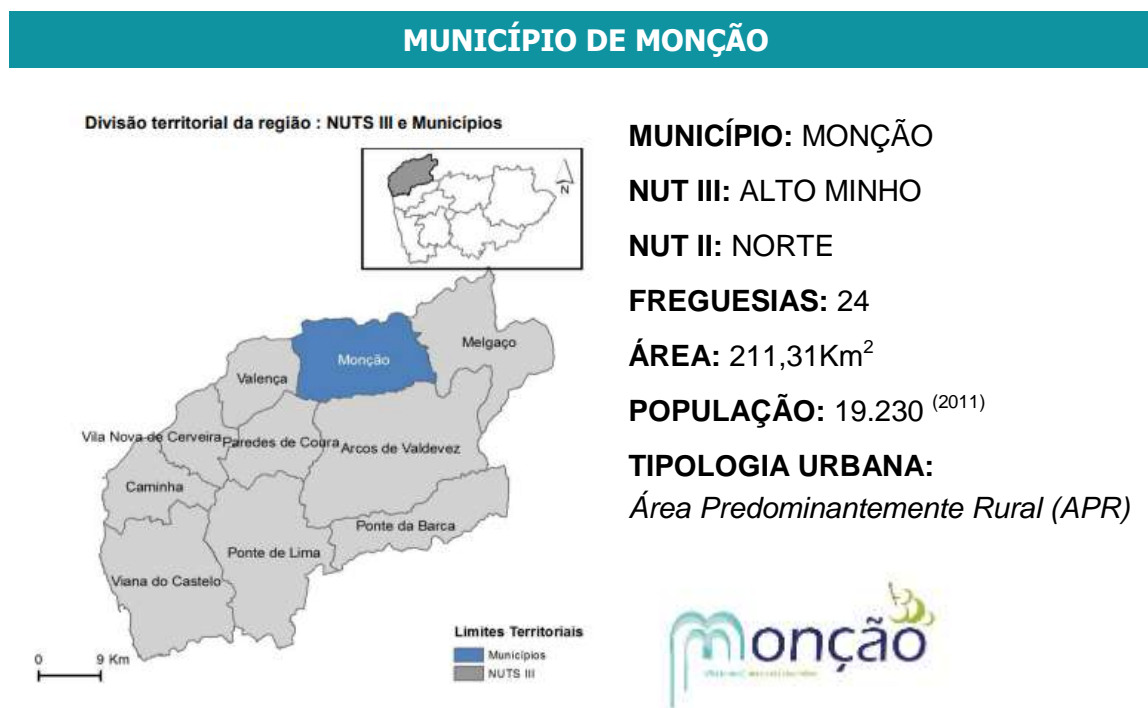 MUNICÍPIO DE MONÇÃO
Divisão territorial da região : NUTS III e Municípios
N
Melgaço
Monção
Valença
Vila Nova de Cerveira
Paredes de Coura
Arcos de Valdevez
Caminha
Ponte da Barca
Ponte de Lima
Viana do Castelo
Limites Territoriais
Municípios
NUTS III
0 9 Km
MUNICÍPIO: MONÇÃO
NUT III: ALTO MINHO
NUT II: NORTE
FREGUESIAS: 24
ÁREA: 211,31Km²
POPULAÇÃO: 19.230 (2011)
TIPOLOGIA URBANA:
Área Predominantemente Rural (APR)
monção